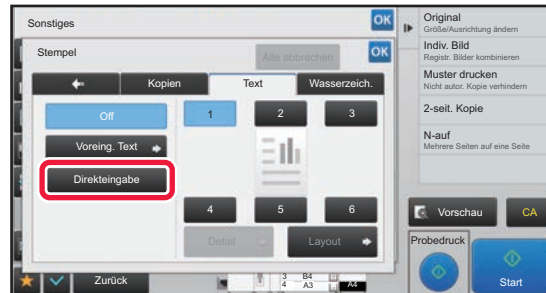 Sonstiges
OK
Stempel
Alle abbrechen
OK
Kopien
Text
Wasserzeich.
Off
Voreing. Text
Direkteingabe
1
2
3
4
5
6
Detail
Layout
Zurück
3 B4
4 A3
A4
Original
Größe/Ausrichtung ändern
Indiv. Bild
Registr. Bilder kombinieren
Muster drucken
Nicht autor. Kopie verhindern
2-seit. Kopie
N-auf
Mehrere Seiten auf eine Seite
Vorschau
CA
Probedruck
Start